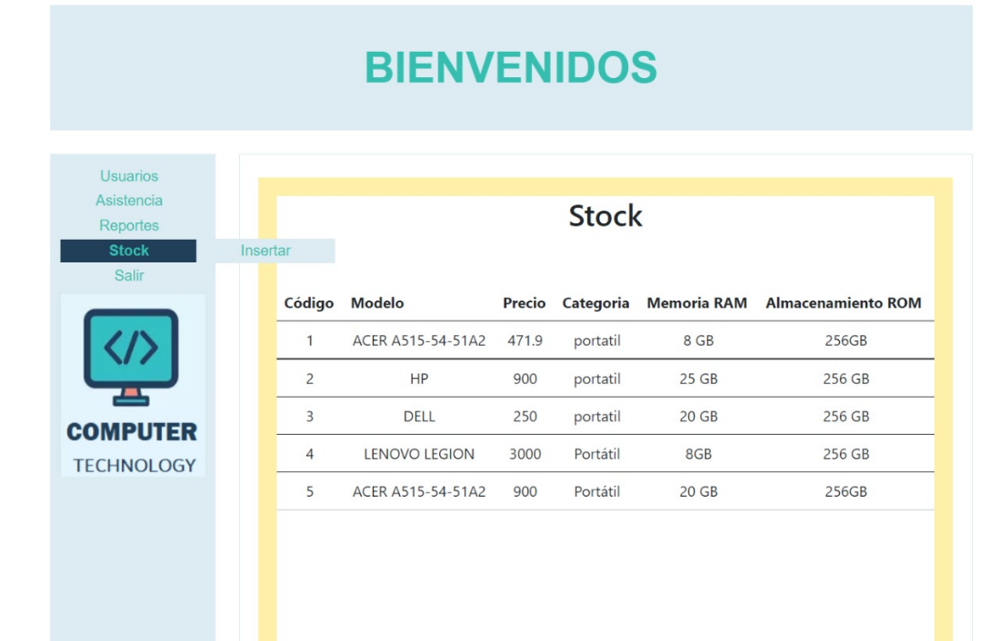 BIENVENIDOS
Usuarios
Asistencia
Reportes
Stock
Insertar
Salir
</>
COMPUTER
TECHNOLOGY
Stock
Código Modelo Precio Categoria Memoria RAM Almacenamiento ROM
1 ACER A515-54-51A2 471.9 portatil 8 GB 256GB
2 HP 900 portatil 25 GB 256 GB
3 DELL 250 portatil 20 GB 256 GB
4 LENOVO LEGION 3000 Portátil 8GB 256 GB
5 ACER A515-54-51A2 900 Portátil 20 GB 256GB